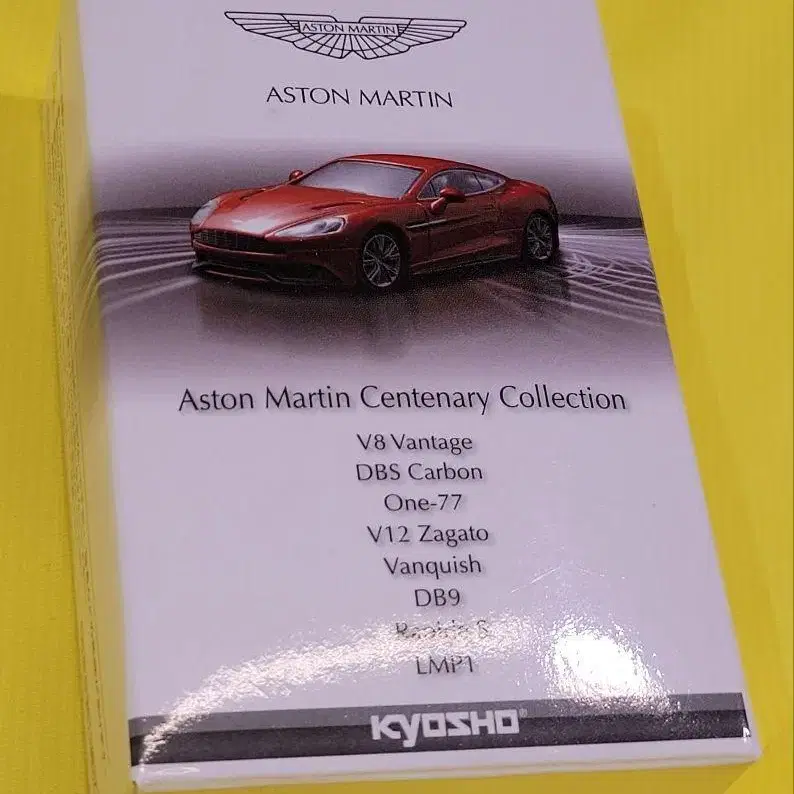 ASTON MARTIN
ASTON MARTIN
Aston Martin Centenary Collection
V8 Vantage
DBS Carbon
One-77
V12 Zagato
Vanquish
DB9
LMP1
KYOSHO®